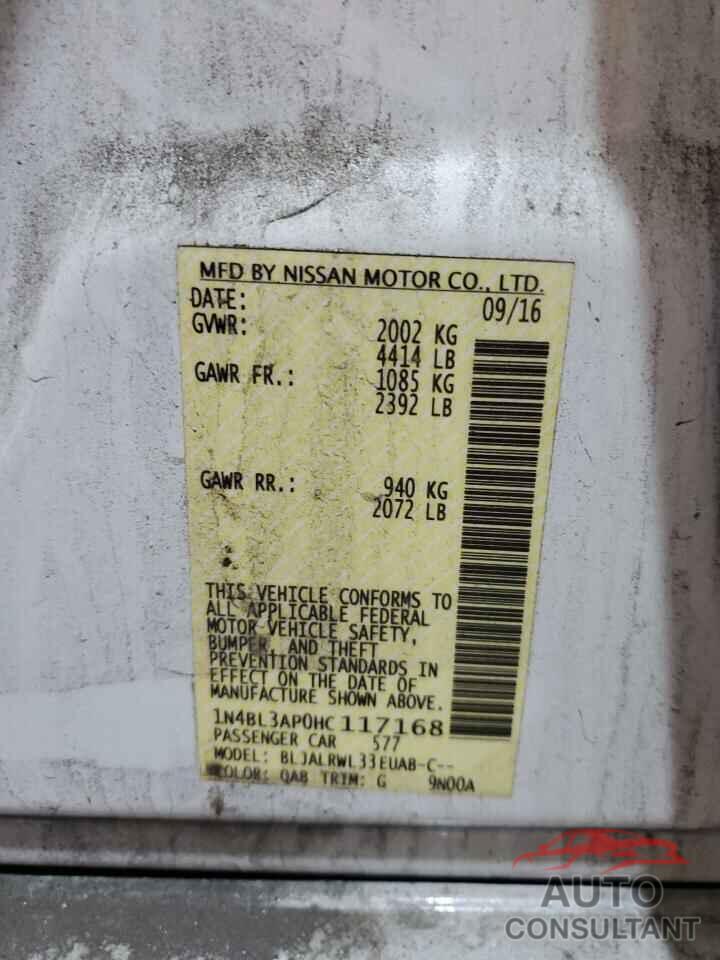 MFD BY NISSAN MOTOR CO., LTD.
DATE: 09/16
GVWR: 2002 KG
4414 LB
GAWR FR.: 1085 KG
2392 LB
GAWR RR.: 940 KG
2072 LB
THIS VEHICLE CONFORMS TO
ALL APPLICABLE FEDERAL
MOTOR VEHICLE SAFETY,
BUMPER, AND THEFT
PREVENTION STANDARDS IN
EFFECT ON THE DATE OF
MANUFACTURE SHOWN ABOVE.
1N4BL3AP0HC117168
PASSENGER CAR 577
MODEL: BLJALRWL33EUAB-C--
COLOR: QAB TRIM: G 9N00A
AUTO
CONSULTANT